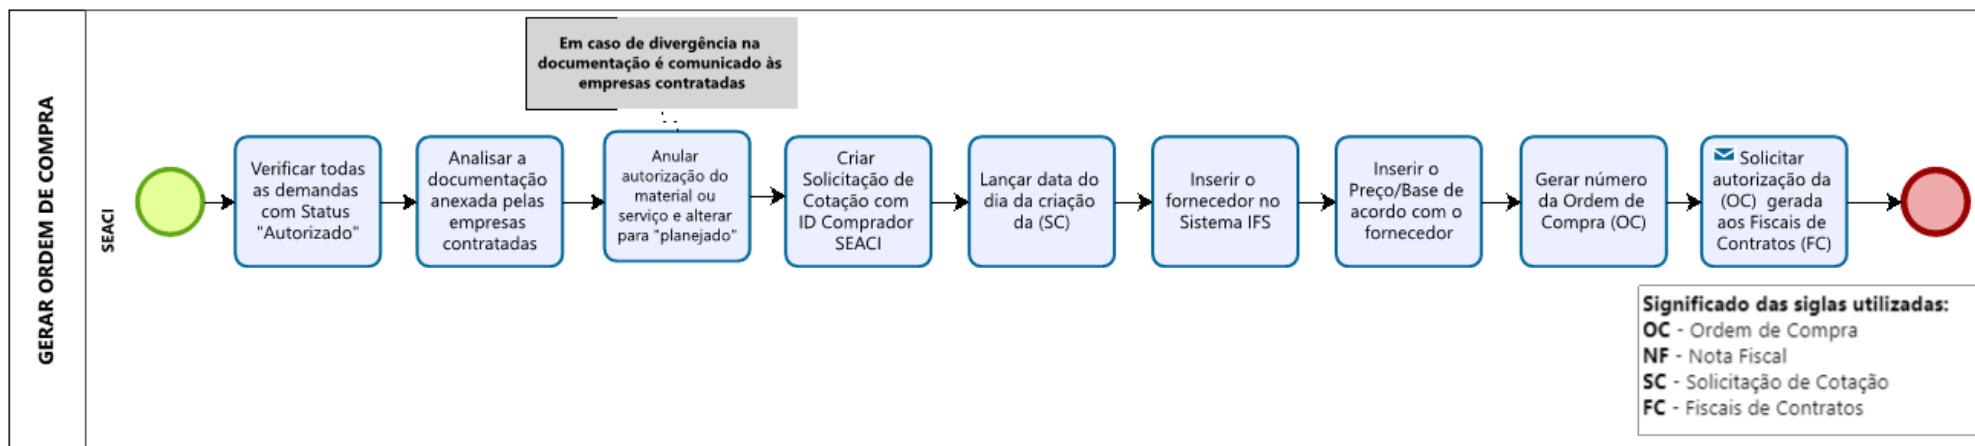 GERAR ORDEM DE COMPRA
SEACI
Em caso de divergência na
documentação é comunicado às
empresas contratadas
Verificar todas
as demandas
com Status
"Autorizado"
Analisar a
documentação
anexada pelas
empresas
contratadas
Anular
autorização do
material ou
serviço e alterar
para "planejado"
Criar
Solicitação de
Cotação com
ID Comprador
SEACI
Lançar data do
dia da criação
da (SC)
Inserir o
fornecedor no
Sistema IFS
Inserir o
Preço/Base de
acordo com o
fornecedor
Gerar número
da Ordem de
Compra (OC)
Solicitar
autorização da
(OC) gerada
aos Fiscais de
Contratos (FC)
Significado das siglas utilizadas:
OC - Ordem de Compra
NF - Nota Fiscal
SC - Solicitação de Cotação
FC - Fiscais de Contratos